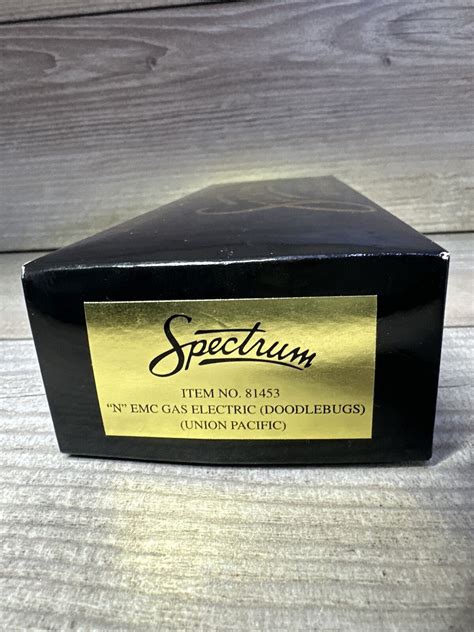 Spectrum
ITEM NO. 81453
“N” EMC GAS ELECTRIC (DOODLEBUGS)
(UNION PACIFIC)